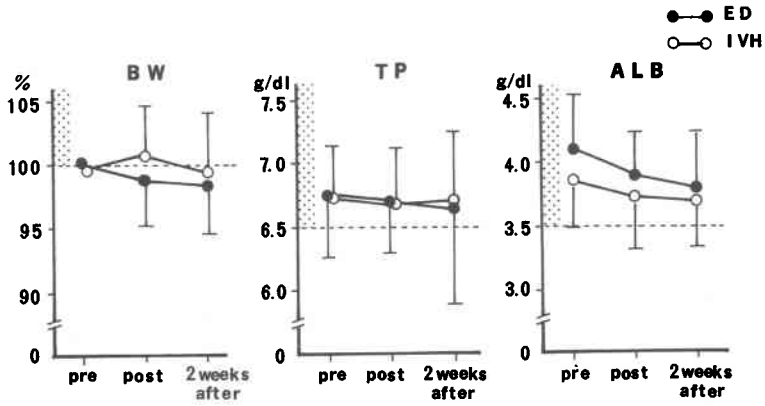 ED
IVH
BW
%
105
100
95
90
0
pre post 2 weeks
after
TP
g/dl
7.5
7.0
6.5
6.0
0
pre post 2 weeks
after
ALB
g/dl
4.5
4.0
3.5
3.0
0
pre post 2 weeks
after